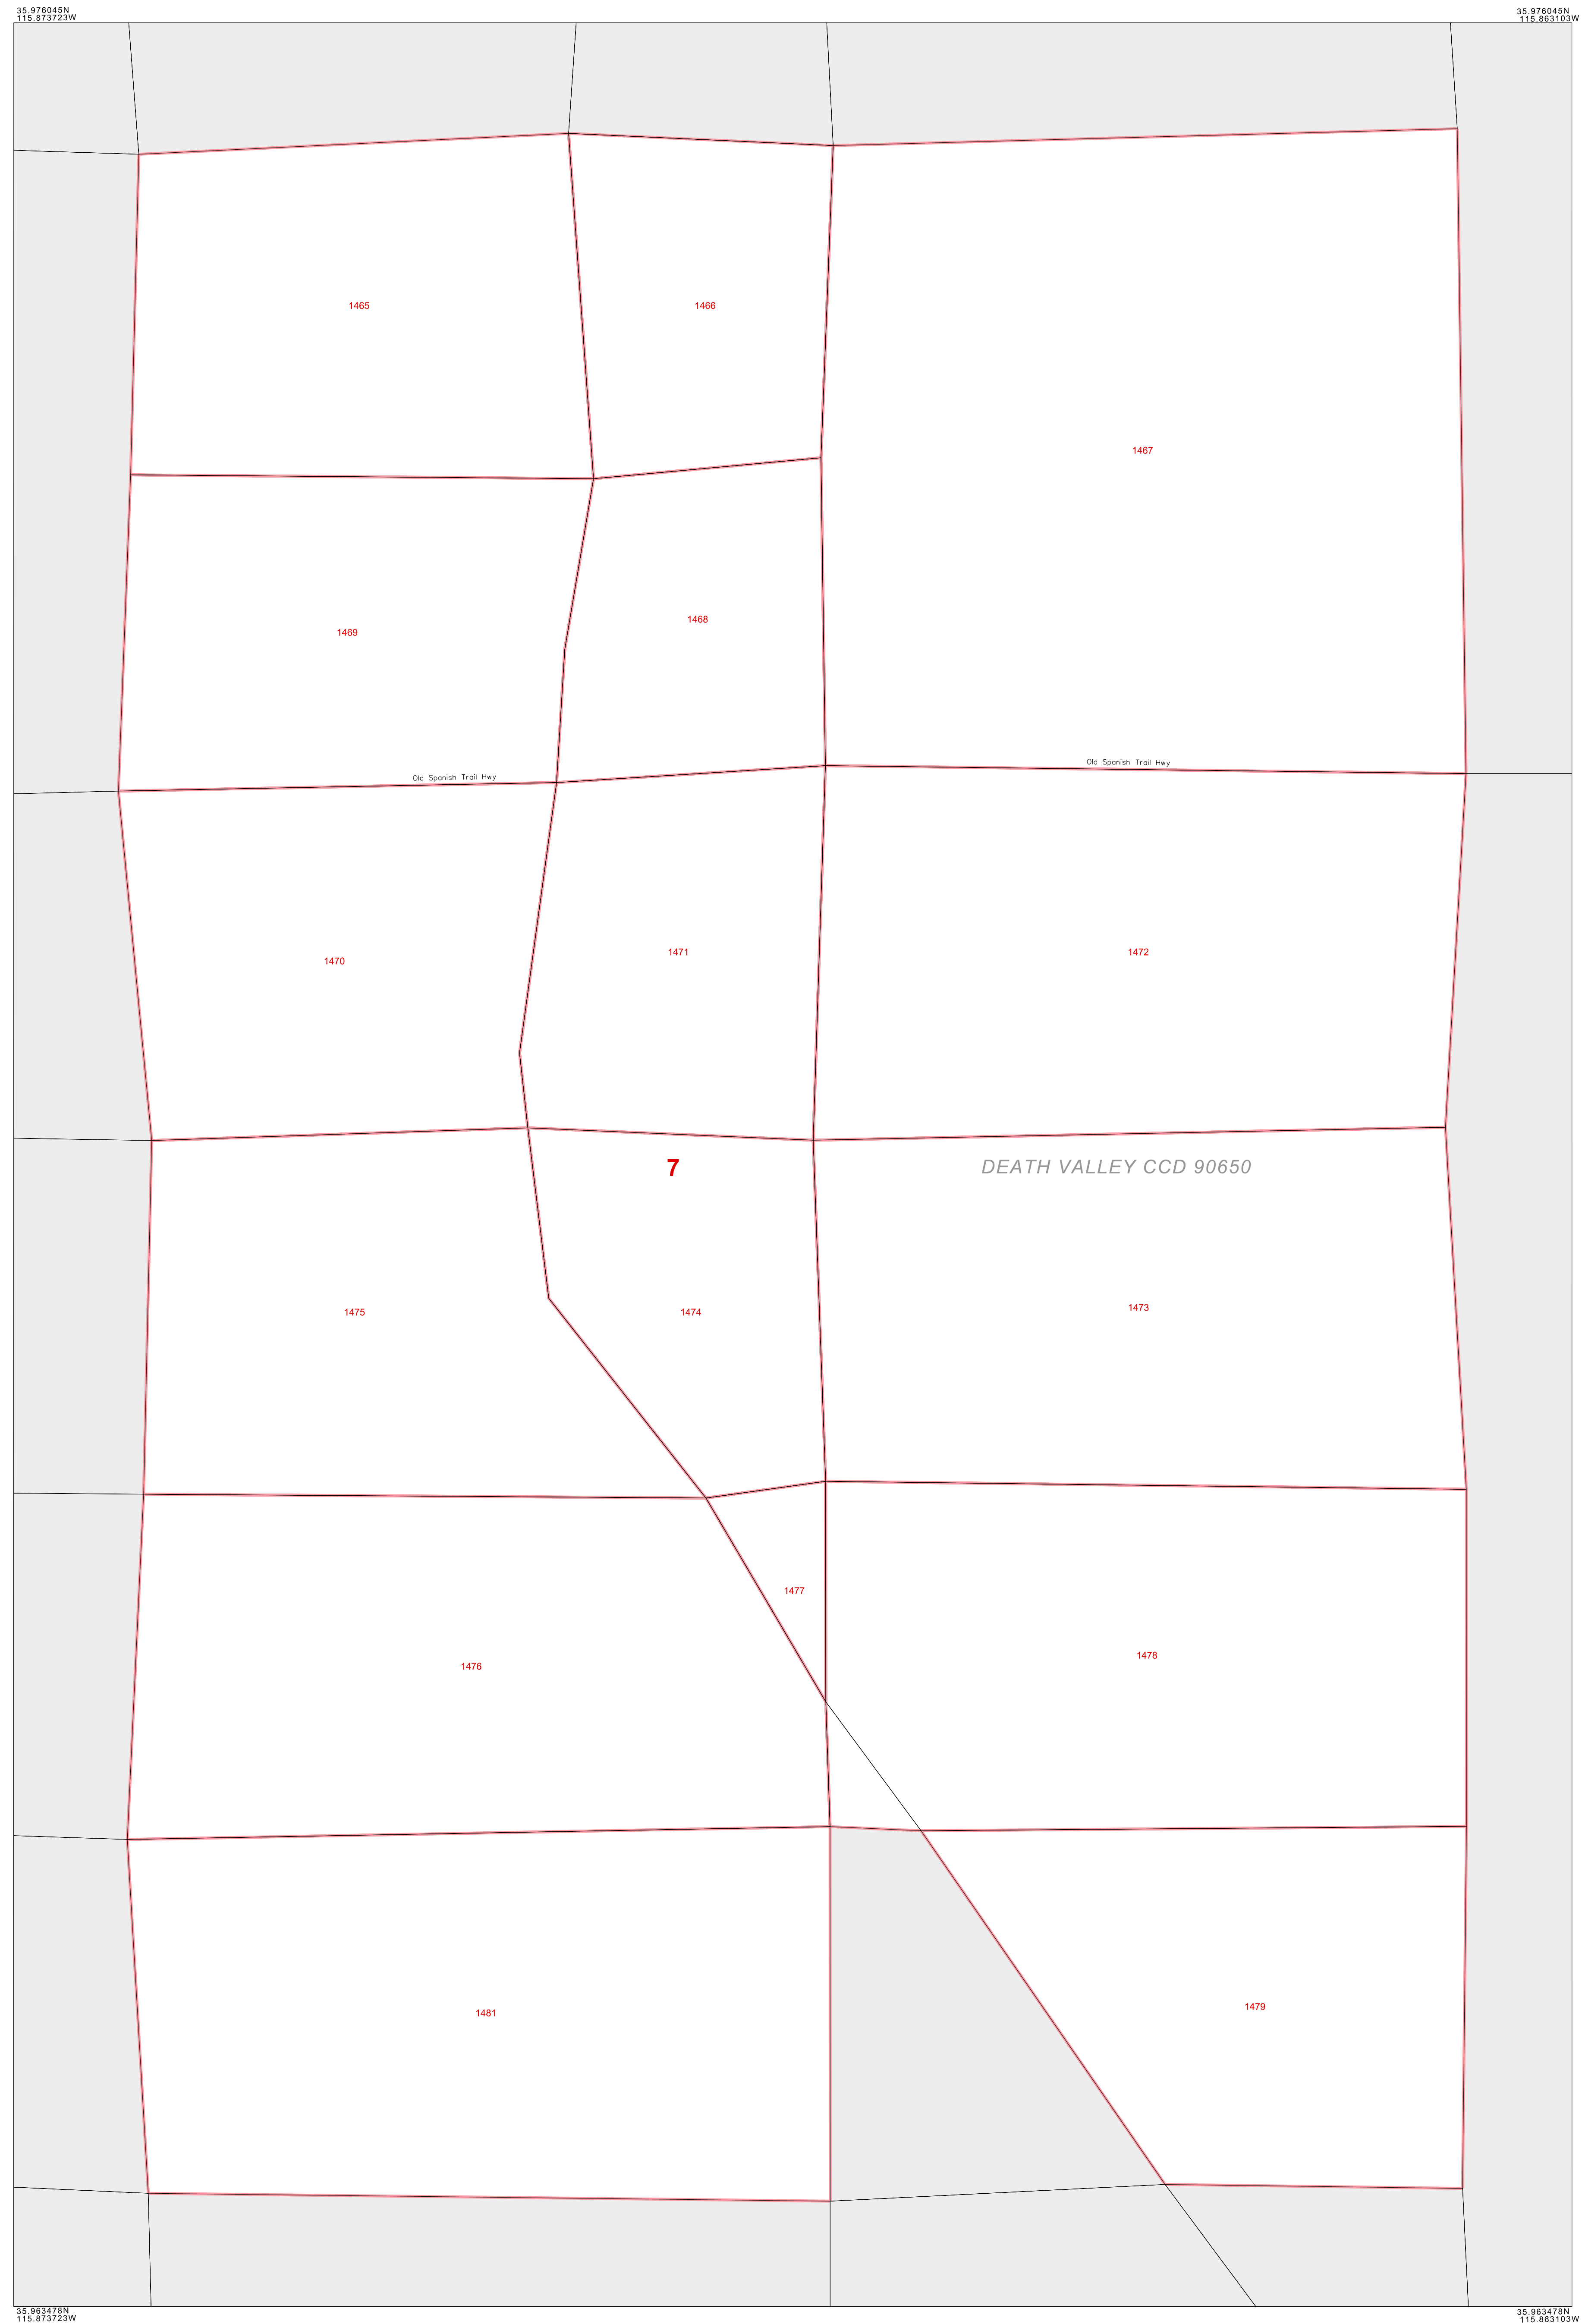 35.976045N
115.873723W
35.976045N
115.863103W
1465
1466
1467
1469
1468
Old Spanish Trail Hwy
Old Spanish Trail Hwy
1470
1471
1472
7
DEATH VALLEY CCD 90650
1475
1474
1473
1477
1476
1478
1481
1479
35.963478N
115.873723W
35.963478N
115.863103W